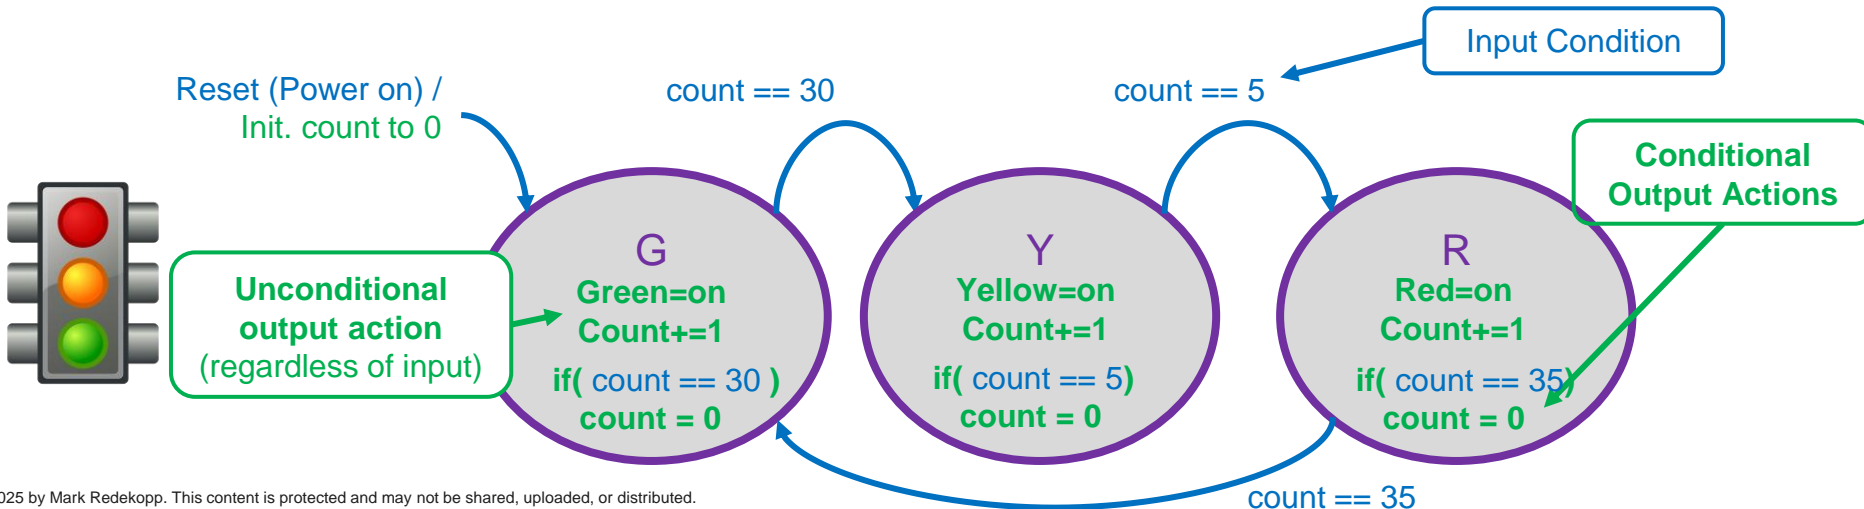 Input Condition
Reset (Power on) /
Init. count to 0
count == 30
count == 5
Conditional
Output Actions
Unconditional
output action
(regardless of input)
G
Green=on
Count+=1
if( count == 30 )
count = 0
Y
Yellow=on
Count+=1
if( count == 5)
count = 0
R
Red=on
Count+=1
if( count == 35)
count = 0
count == 35
025 by Mark Redekopp. This content is protected and may not be shared, uploaded, or distributed.